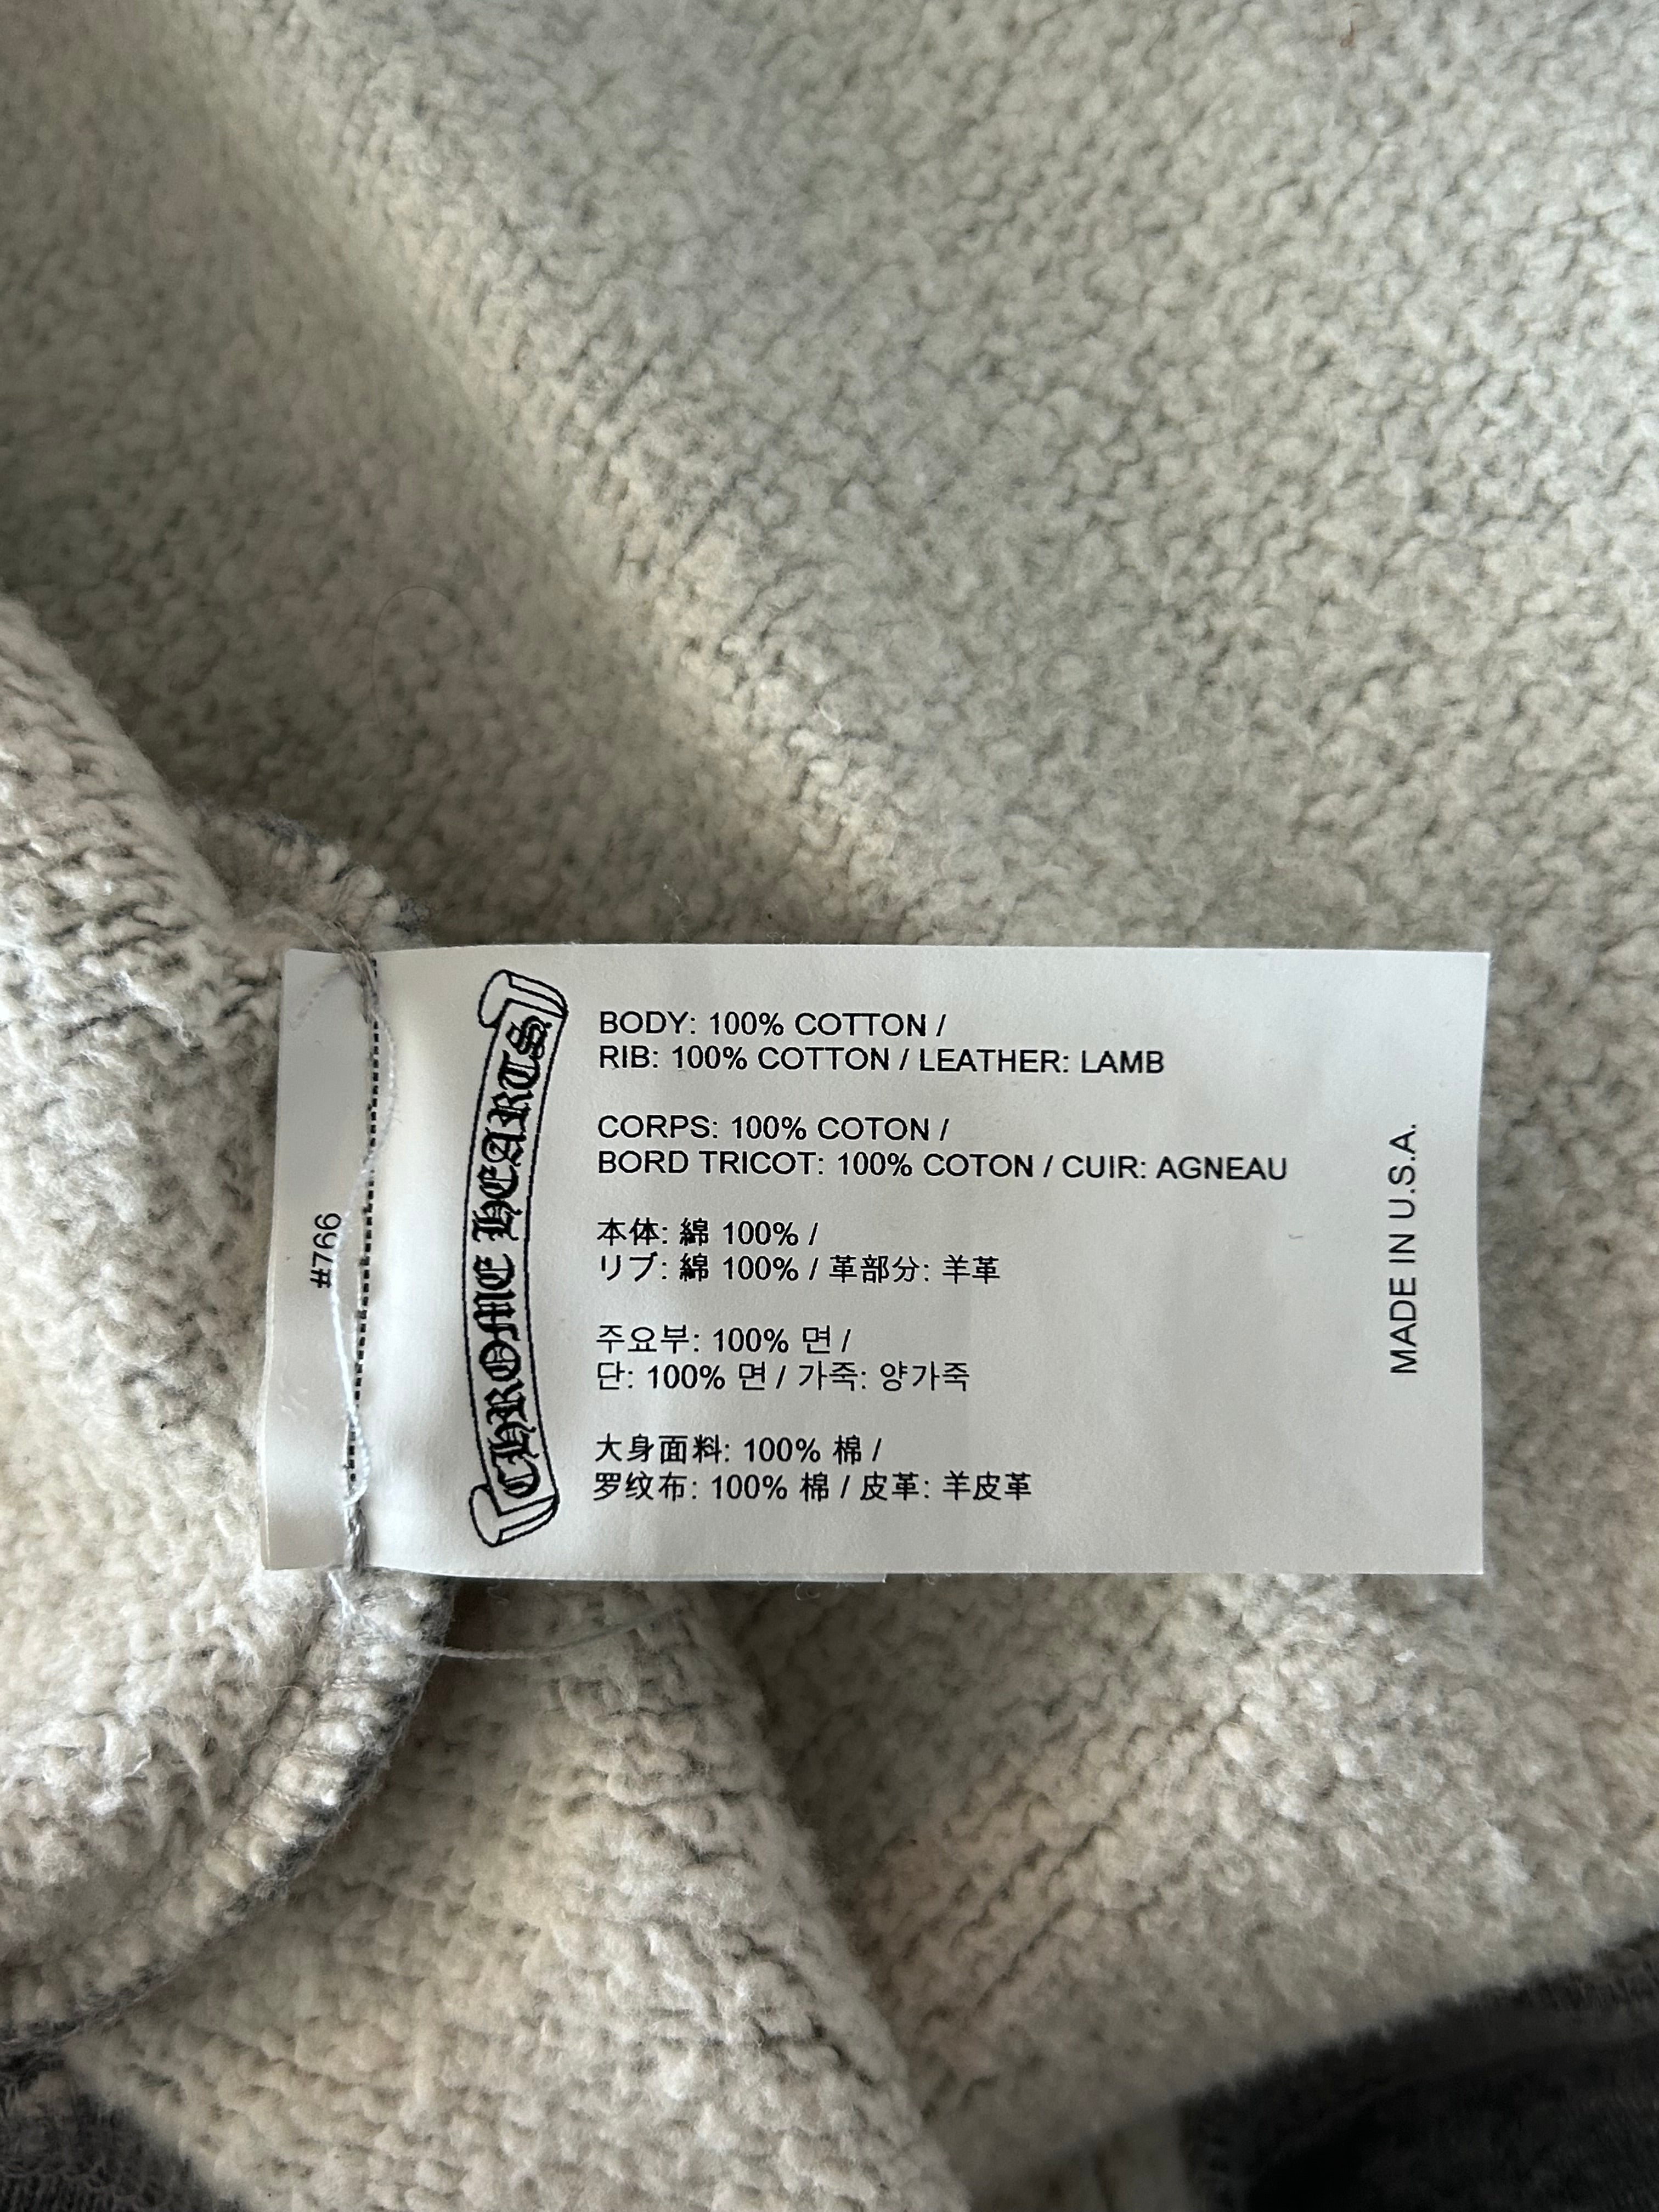 #766
CHROME HEARTS
BODY: 100% COTTON /
RIB: 100% COTTON / LEATHER: LAMB
CORPS: 100% COTON /
BORD TRICOT: 100% COTON / CUIR: AGNEAU
本体: 綿 100% /
リブ: 綿 100% / 革部分: 羊革
주요부: 100% 면 /
단: 100% 면 / 가죽: 양가죽
大身面料: 100% 棉 /
罗纹布: 100% 棉 / 皮革: 羊皮革
MADE IN U.S.A.